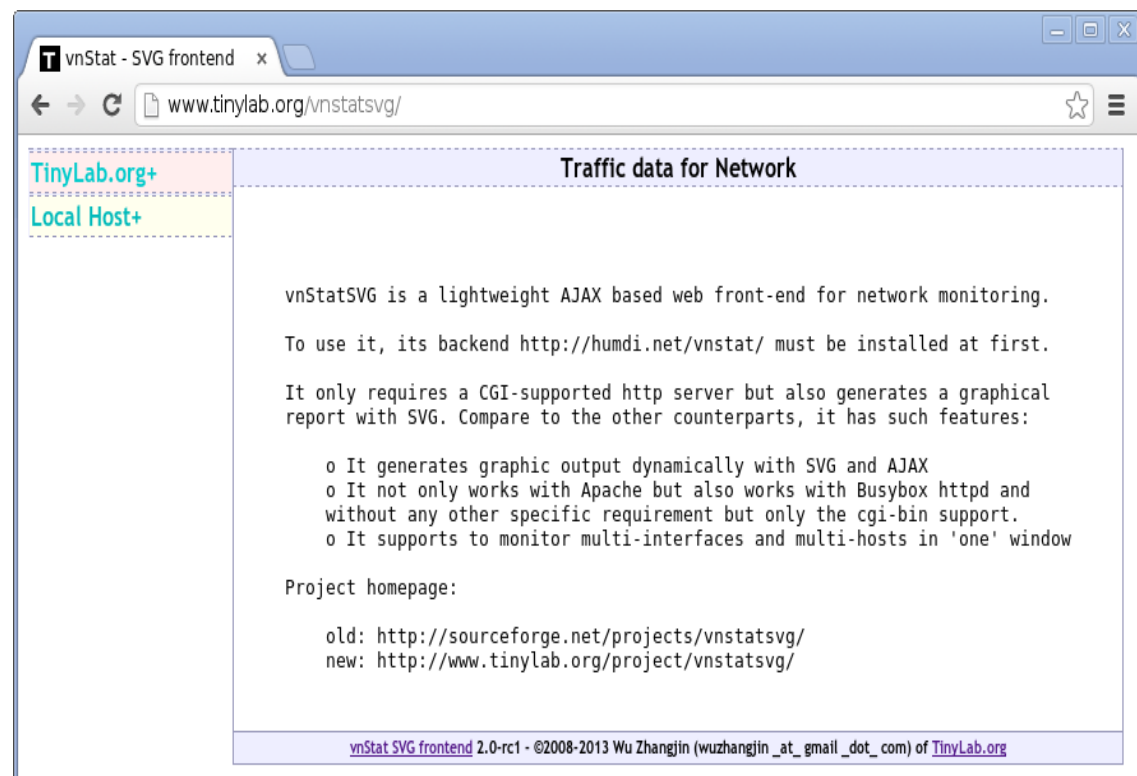 T vnStat - SVG frontend x
www.tinylab.org/vnstatsvg/
TinyLab.org+
Local Host+
Traffic data for Network
vnStatSVG is a lightweight AJAX based web front-end for network monitoring.
To use it, its backend http://humdi.net/vnstat/ must be installed at first.
It only requires a CGI-supported http server but also generates a graphical
report with SVG. Compare to the other counterparts, it has such features:
o It generates graphic output dynamically with SVG and AJAX
o It not only works with Apache but also works with Busybox httpd and
without any other specific requirement but only the cgi-bin support.
o It supports to monitor multi-interfaces and multi-hosts in 'one' window
Project homepage:
old: http://sourceforge.net/projects/vnstatsvg/
new: http://www.tinylab.org/project/vnstatsvg/
vnStat SVG frontend 2.0-rc1 - ©2008-2013 Wu Zhangjin (wuzhangjin _at_ gmail _dot_ com) of TinyLab.org